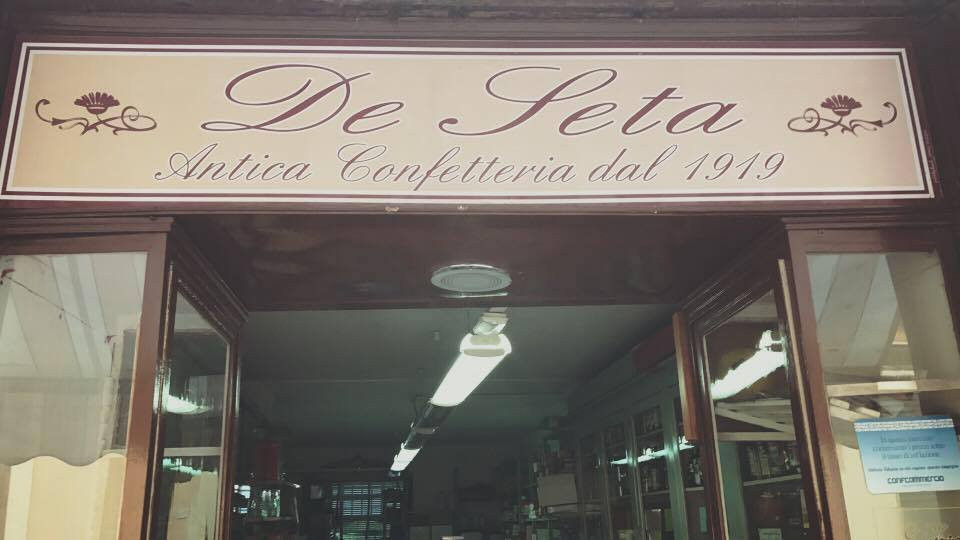 De Seta
Antica Confetteria dal 1919
CONFCOMMERCIO